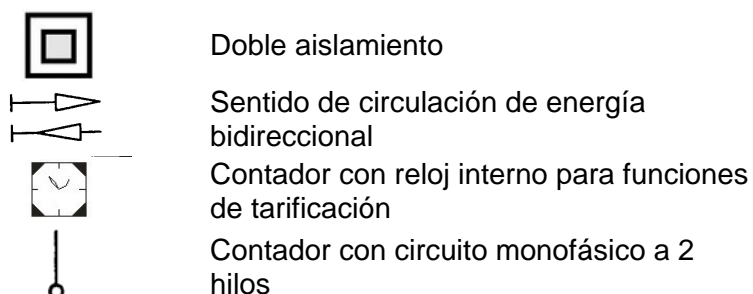 Doble aislamiento
Sentido de circulación de energía
bidireccional
Contador con reloj interno para funciones
de tarificación
Contador con circuito monofásico a 2
hilos